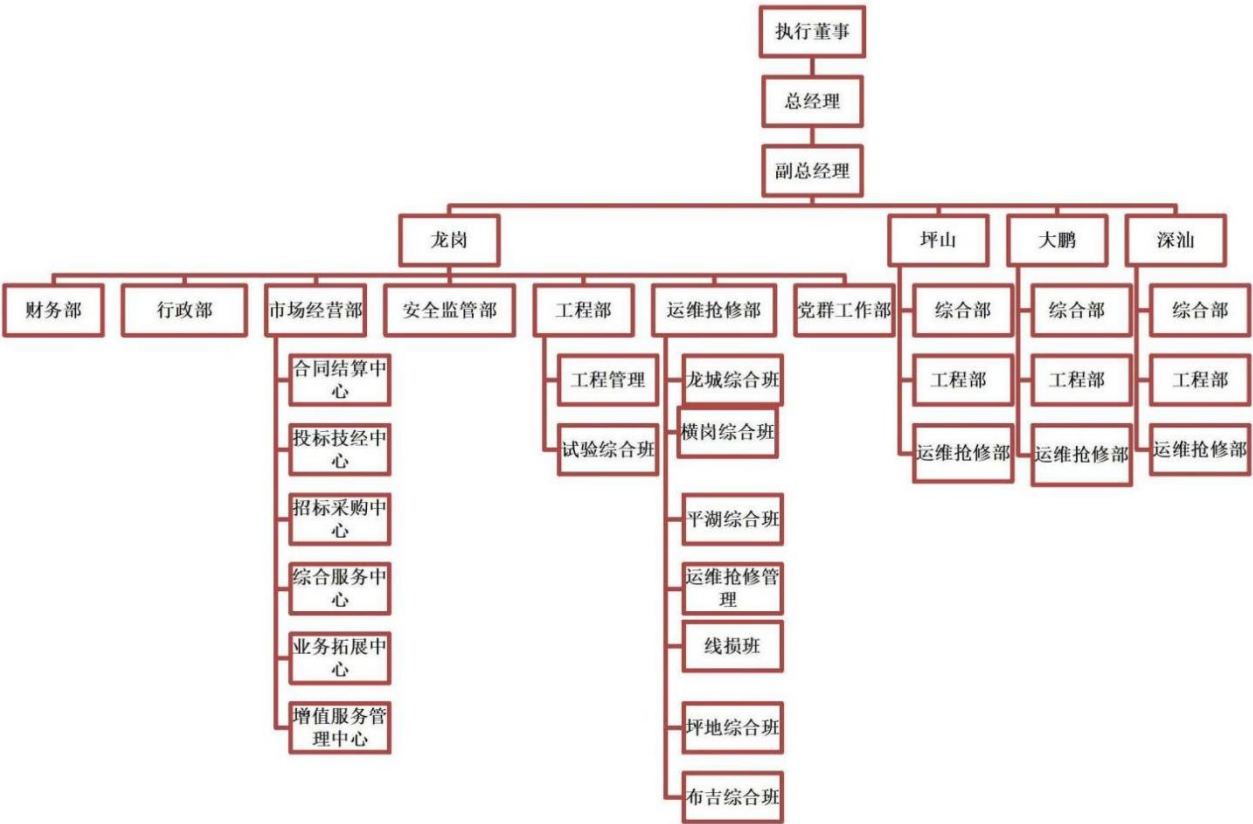 执行董事
总经理
副总经理
龙岗
坪山
大鹏
深汕
财务部
行政部
市场经营部
安全监管部
工程部
运维抢修部
党群工作部
综合部
综合部
综合部
合同结算中
心
工程管理
龙城综合班
工程部
工程部
工程部
横岗综合班
投标技经中
心
试验综合班
运维抢修部
运维抢修部
运维抢修部
招标采购中
心
平湖综合班
综合服务中
心
运维抢修管
理
业务拓展中
心
线损班
增值服务管
理中心
坪地综合班
布吉综合班